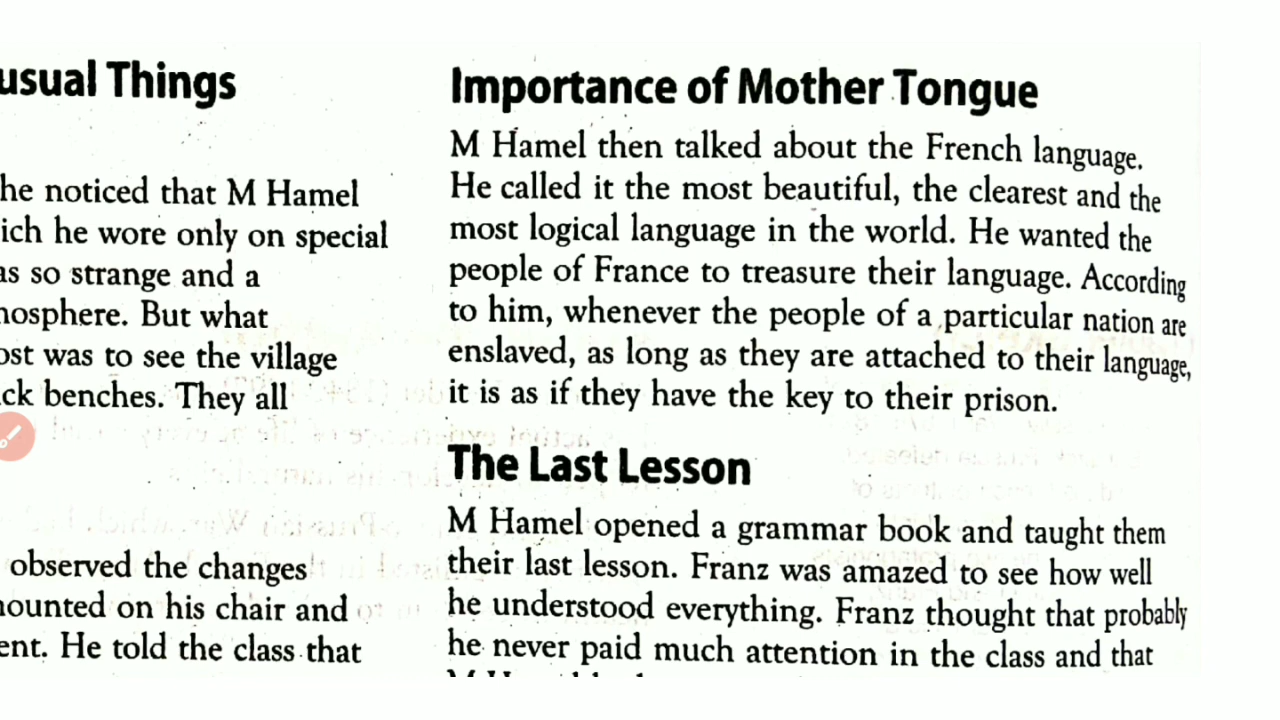 usual Things
he noticed that M Hamel
ich he wore only on special
as so strange and a
nosphere. But what
ost was to see the village
ck benches. They all
observed the changes
nounted on his chair and
ent. He told the class that
Importance of Mother Tongue
M Hamel then talked about the French language.
He called it the most beautiful, the clearest and the
most logical language in the world. He wanted the
people of France to treasure their language. According
to him, whenever the people of a particular nation are
enslaved, as long as they are attached to their language,
it is as if they have the key to their prison.
The Last Lesson
M Hamel opened a grammar book and taught them
their last lesson. Franz was amazed to see how well
he understood everything. Franz thought that probably
he never paid much attention in the class and that